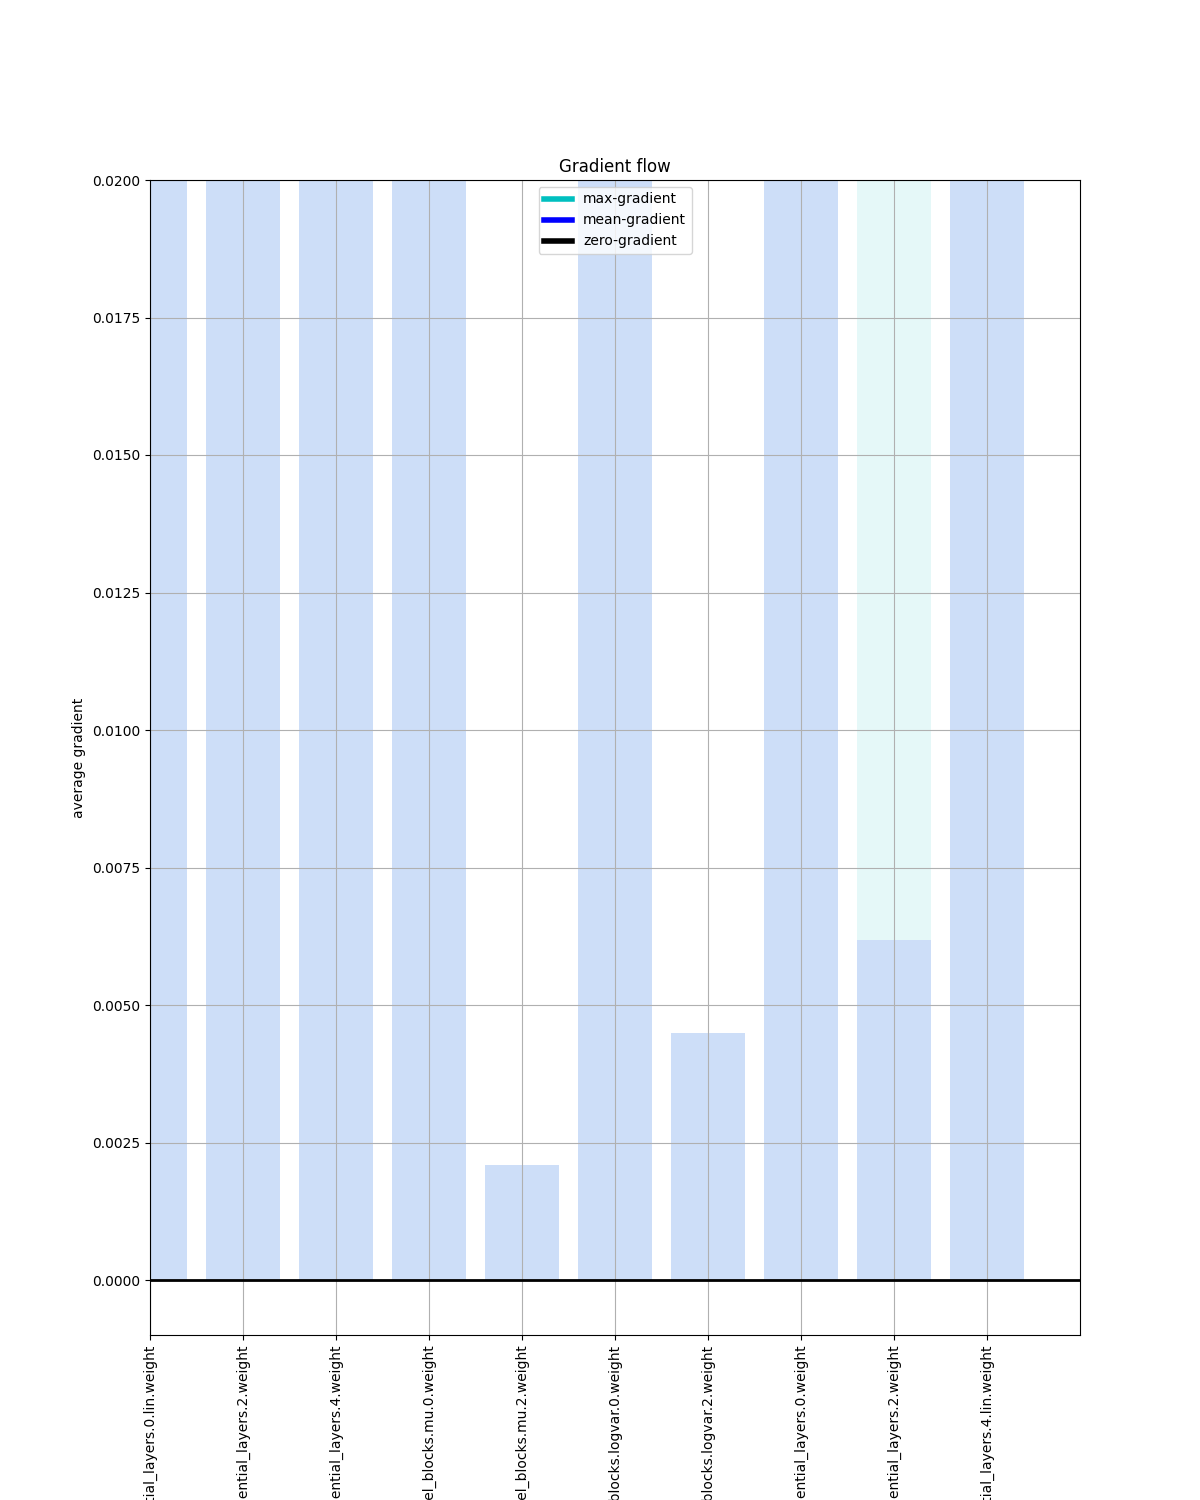 Gradient flow
max-gradient
mean-gradient
zero-gradient
0.0200
0.0175
0.0150
0.0125
0.0100
0.0075
0.0050
0.0025
0.0000
average gradient
tial_layers.0.lin.weight
ential_layers.2.weight
ential_layers.4.weight
el_blocks.mu.0.weight
el_blocks.mu.2.weight
blocks.logvar.0.weight
blocks.logvar.2.weight
ential_layers.0.weight
ential_layers.2.weight
tial_layers.4.lin.weight